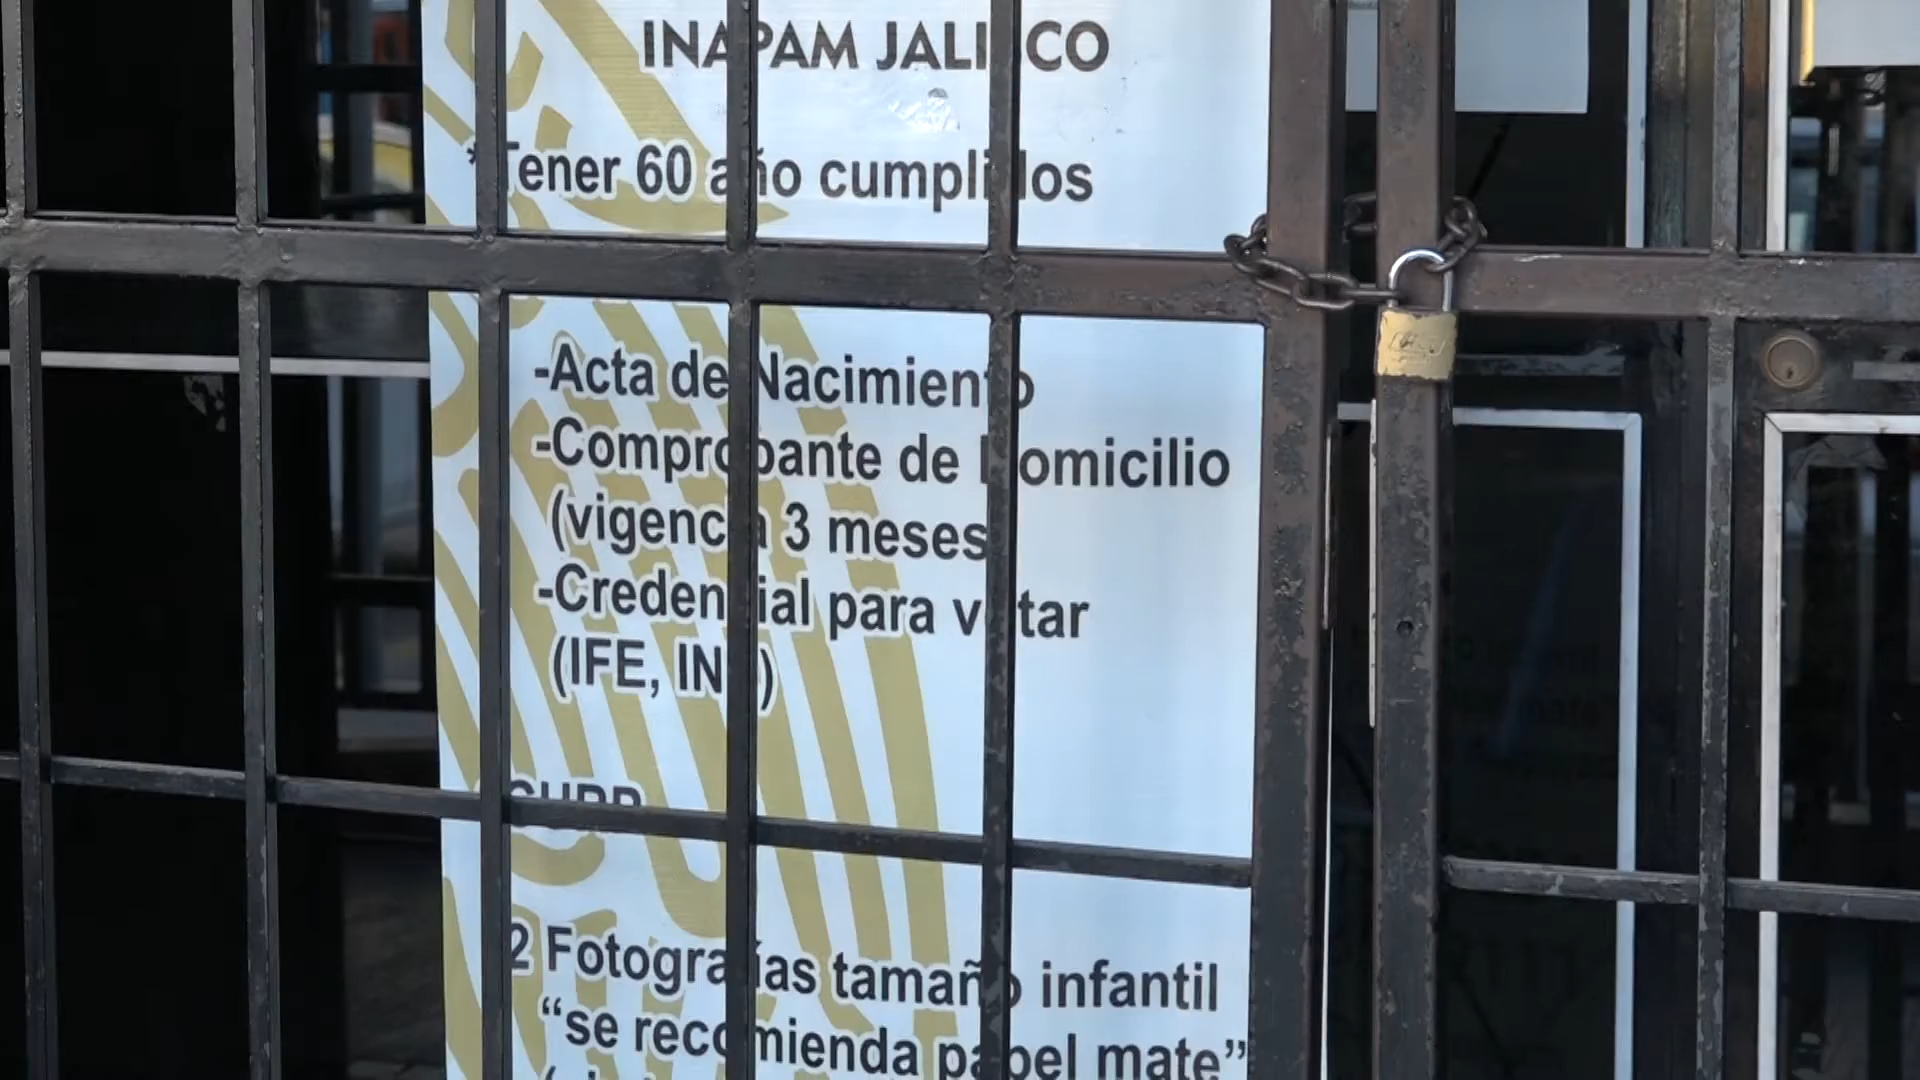 INAPAM JALISCO
*Tener 60 año cumplidos
-Acta de Nacimiento
-Comprobante de Domicilio
(vigencia 3 meses
-Credencial para votar
(IFE, INE)
CURP
2 Fotografías tamaño infantil
“se recomienda papel mate”